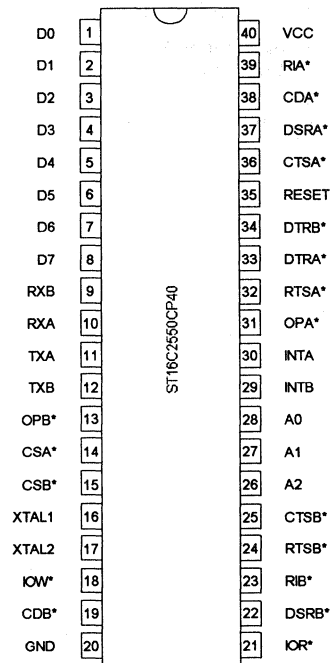 D0 1 40 VCC
D1 2 39 RIA*
D2 3 38 CDA*
D3 4 37 DSRA*
D4 5 36 CTSA*
D5 6 35 RESET
D6 7 34 DTRB*
D7 8 33 DTRA*
RXB 9 32 RTSA*
RXA 10 31 OPA*
TXA 11 30 INTA
TXB 12 29 INTB
OPB* 13 28 A0
CSA* 14 27 A1
CSB* 15 26 A2
XTAL1 16 25 CTSB*
XTAL2 17 24 RTSB*
IOW* 18 23 RIB*
CDB* 19 22 DSRB*
GND 20 21 IOR*
ST16C2550CP40